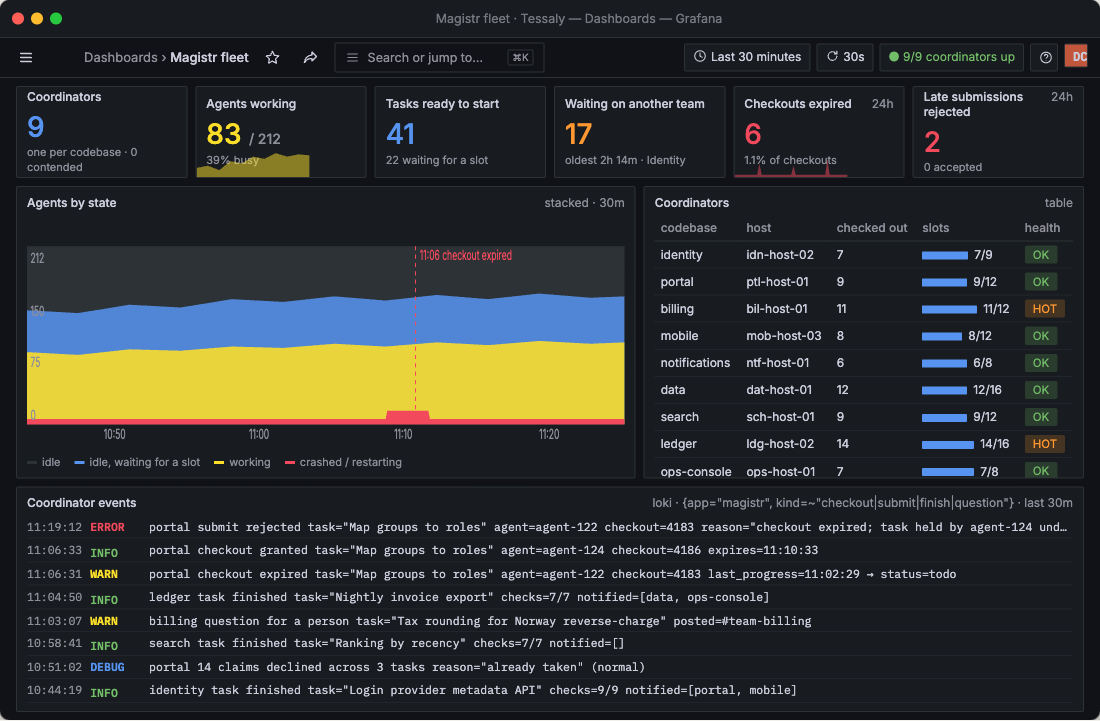 Magistr fleet · Tessaly — Dashboards — Grafana
Dashboards › Magistr fleet
Search or jump to...
⌘K
Last 30 minutes
30s
9/9 coordinators up
DC
Coordinators
9
one per codebase · 0
contended
Agents working
83 / 212
39% busy
Tasks ready to start
41
22 waiting for a slot
Waiting on another team
17
oldest 2h 14m · Identity
Checkouts expired 24h
6
1.1% of checkouts
Late submissions 24h
rejected
2
0 accepted
Agents by state stacked · 30m
212
150
75
0
11:06 checkout expired
10:50 11:00 11:10 11:20
idle idle, waiting for a slot working crashed / restarting
Coordinators table
codebase host checked out slots health
identity idn-host-02 7 7/9 OK
portal ptl-host-01 9 9/12 OK
billing bil-host-01 11 11/12 HOT
mobile mob-host-03 8 8/12 OK
notifications ntf-host-01 6 6/8 OK
data dat-host-01 12 12/16 OK
search sch-host-01 9 9/12 OK
ledger ldg-host-02 14 14/16 HOT
ops-console ops-host-01 7 7/8 OK
Coordinator events loki · {app="magistr", kind=~"checkout|submit|finish|question"} · last 30m
11:19:12 ERROR portal submit rejected task="Map groups to roles" agent=agent-122 checkout=4183 reason="checkout expired; task held by agent-124 und…
11:06:33 INFO portal checkout granted task="Map groups to roles" agent=agent-124 checkout=4186 expires=11:10:33
11:06:31 WARN portal checkout expired task="Map groups to roles" agent=agent-122 checkout=4183 last_progress=11:02:29 → status=todo
11:04:50 INFO ledger task finished task="Nightly invoice export" checks=7/7 notified=[data, ops-console]
11:03:07 WARN billing question for a person task="Tax rounding for Norway reverse-charge" posted=#team-billing
10:58:41 INFO search task finished task="Ranking by recency" checks=7/7 notified=[]
10:51:02 DEBUG portal 14 claims declined across 3 tasks reason="already taken" (normal)
10:44:19 INFO identity task finished task="Login provider metadata API" checks=9/9 notified=[portal, mobile]